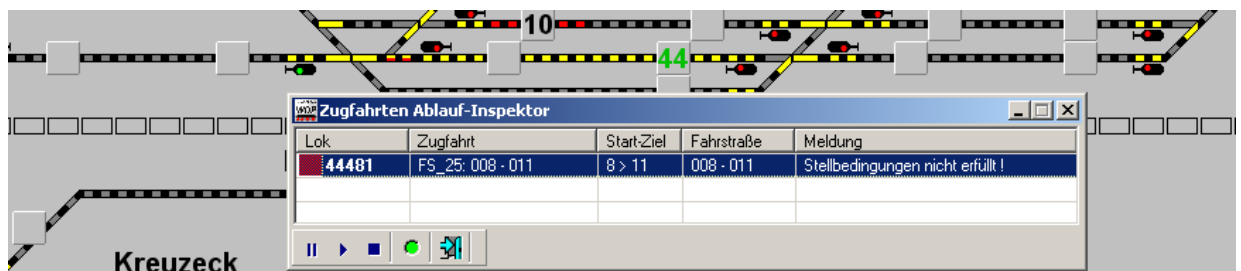 10
44
Zugfahrten Ablauf-Inspektor
Lok Zugfahrt Start-Ziel Fahrstraße Meldung
44481 FS_25: 008 - 011 8 > 11 008 - 011 Stellbedingungen nicht erfüllt !
Kreuzeck